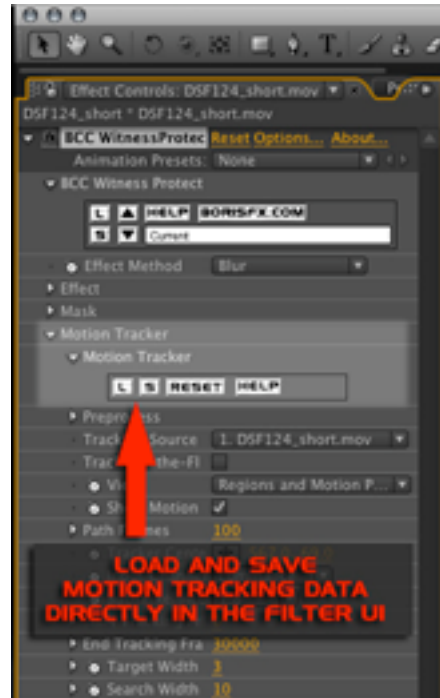 Effect Controls: DSF124_short.mov
DSF124_short * DSF124_short.mov
BCC WitnessProtec Reset Options... About...
Animation Presets: None
BCC Witness Protect
L HELP BORISFX.COM
S Current
Effect Method Blur
Effect
Mask
Motion Tracker
Motion Tracker
L S RESET HELP
Source 1. DSF124_short.mov
Regions and Motion P...
Motion
Path 100
LOAD AND SAVE
MOTION TRACKING DATA
DIRECTLY IN THE FILTER UI
End Tracking Fra 30000
Target Width 3
Search Width 10